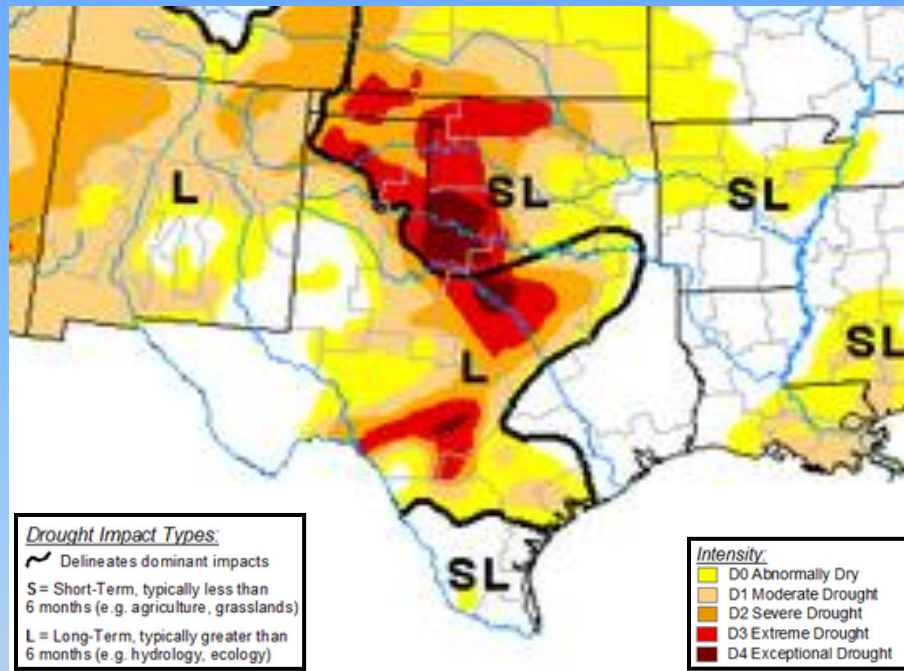 L
SL
SL
SL
L
SL
Drought Impact Types:
Delineates dominant impacts
S = Short-Term, typically less than
6 months (e.g. agriculture, grasslands)
L = Long-Term, typically greater than
6 months (e.g. hydrology, ecology)
Intensity:
D0 Abnormally Dry
D1 Moderate Drought
D2 Severe Drought
D3 Extreme Drought
D4 Exceptional Drought